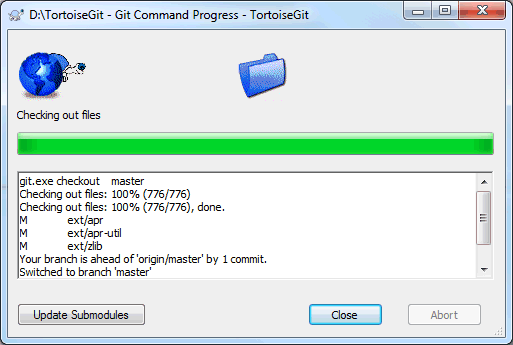 D:\TortoiseGit - Git Command Progress - TortoiseGit
Checking out files
git.exe checkout master
Checking out files: 100% (776/776)
Checking out files: 100% (776/776), done.
M ext/apr
M ext/apr-util
M ext/zlib
Your branch is ahead of 'origin/master' by 1 commit.
Switched to branch 'master'
Update Submodules Close Abort